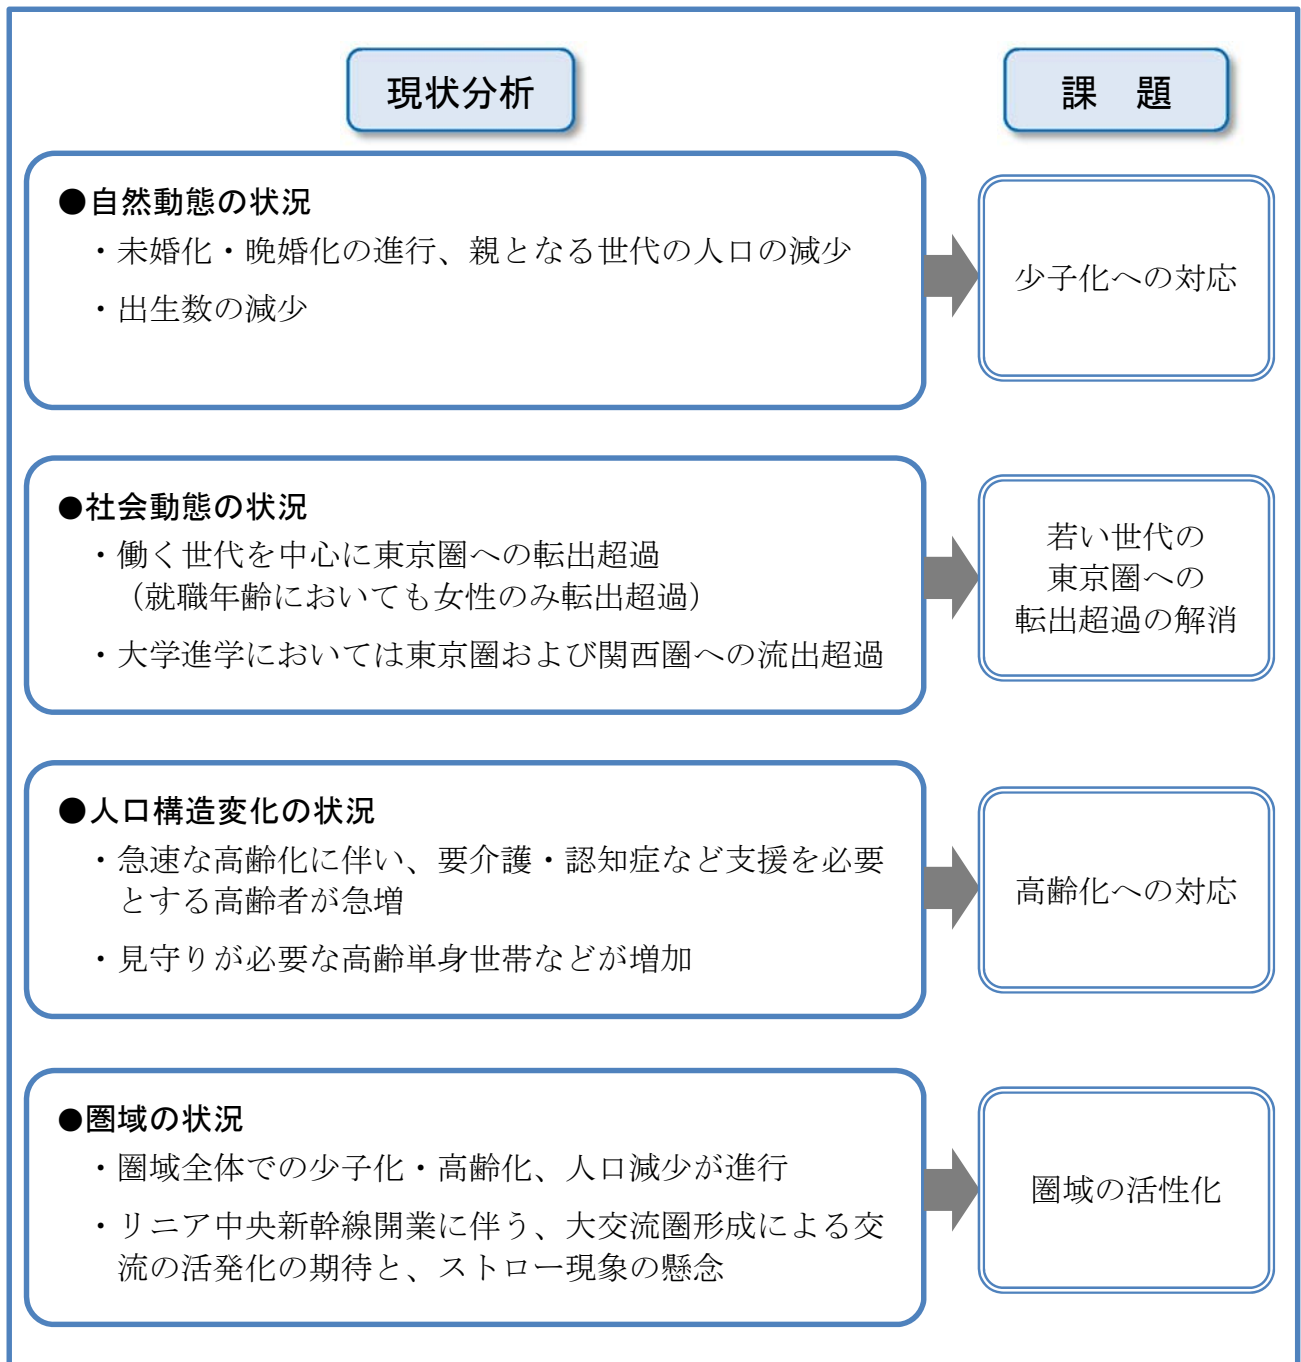 現状分析
課　題
●自然動態の状況
・未婚化・晩婚化の進行、親となる世代の人口の減少
・出生数の減少
少子化への対応
●社会動態の状況
・働く世代を中心に東京圏への転出超過
（就職年齢においても女性のみ転出超過）
・大学進学においては東京圏および関西圏への流出超過
若い世代の
東京圏への
転出超過の解消
●人口構造変化の状況
・急速な高齢化に伴い、要介護・認知症など支援を必要
とする高齢者が急増
・見守りが必要な高齢単身世帯などが増加
高齢化への対応
●圏域の状況
・圏域全体での少子化・高齢化、人口減少が進行
・リニア中央新幹線開業に伴う、大交流圏形成による交
流の活発化の期待と、ストロー現象の懸念
圏域の活性化